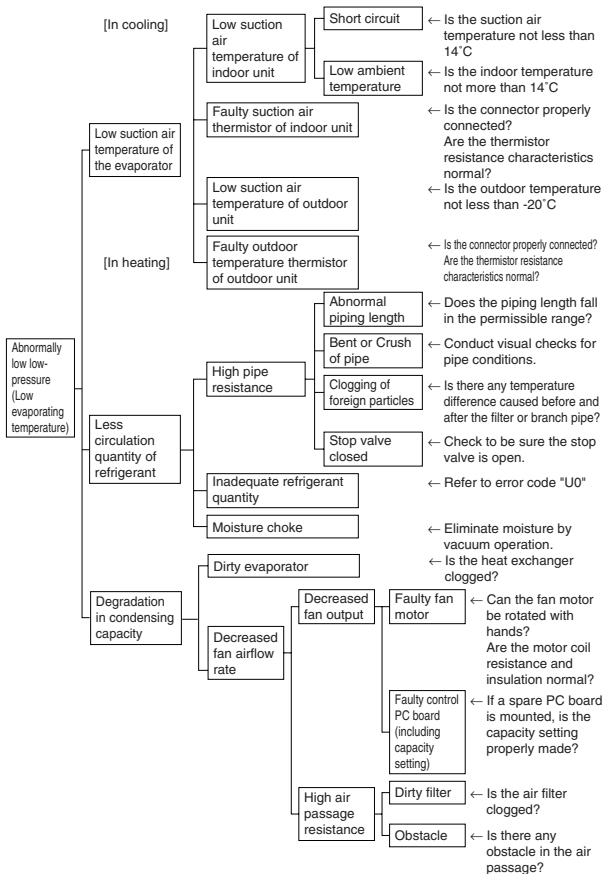 [In cooling]
Low suction
air
temperature of
indoor unit
Short circuit
← Is the suction air
temperature not less than
14˚C
Low ambient
temperature
← Is the indoor temperature
not more than 14˚C
Faulty suction air
thermistor of indoor unit
← Is the connector properly
connected?
Are the thermistor
resistance characteristics
normal?
Low suction air
temperature of
the evaporator
Low suction air
temperature of outdoor
unit
← Is the outdoor temperature
not less than -20˚C
[In heating]
Faulty outdoor
temperature thermistor
of outdoor unit
← Is the connector properly connected?
Are the thermistor resistance
characteristics normal?
Abnormally
low low-
pressure
(Low
evaporating
temperature)
Less
circulation
quantity of
refrigerant
High pipe
resistance
Abnormal
piping length
← Does the piping length fall
in the permissible range?
Bent or Crush
of pipe
← Conduct visual checks for
pipe conditions.
Clogging of
foreign particles
← Is there any temperature
difference caused before and
after the filter or branch pipe?
Stop valve
closed
← Check to be sure the stop
valve is open.
Inadequate refrigerant
quantity
← Refer to error code "U0"
Moisture choke
← Eliminate moisture by
vacuum operation.
Degradation
in condensing
capacity
Dirty evaporator
← Is the heat exchanger
clogged?
Decreased
fan airflow
rate
Decreased
fan output
Faulty fan
motor
← Can the fan motor
be rotated with
hands?
Are the motor coil
resistance and
insulation normal?
Faulty control
PC board
(including
capacity
setting)
← If a spare PC board
is mounted, is the
capacity setting
properly made?
High air
passage
resistance
Dirty filter
← Is the air filter
clogged?
Obstacle
← Is there any
obstacle in the air
passage?